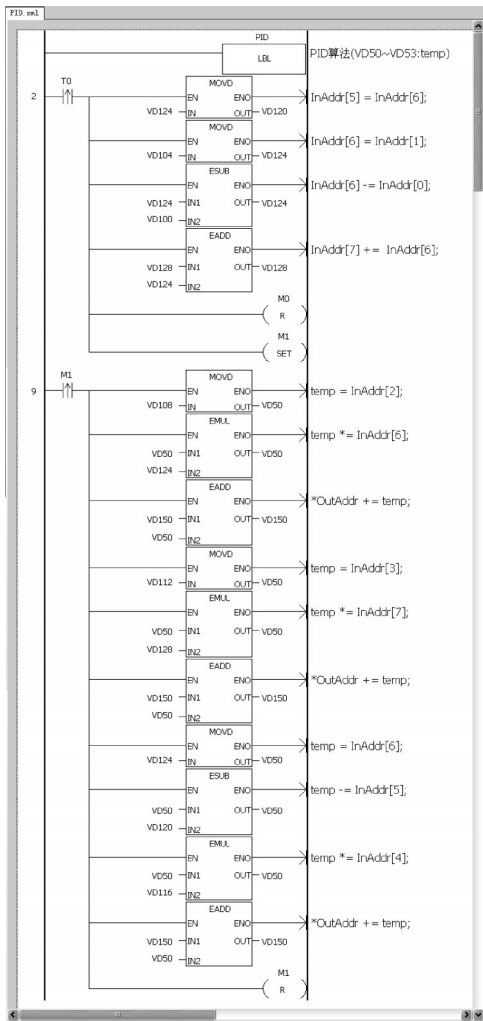 PID.xml
PID
LBL
PID算法(VD50~VD53:temp)
2
T0
MOVD
EN ENO
InAddr[5] = InAddr[6];
VD124 IN OUT VD120
MOVD
EN ENO
InAddr[6] = InAddr[1];
VD104 IN OUT VD124
ESUB
EN ENO
InAddr[6] -= InAddr[0];
VD124 IN1 OUT VD124
VD100 IN2
EADD
EN ENO
InAddr[7] += InAddr[6];
VD128 IN1 OUT VD128
VD124 IN2
M0
R
M1
SET
9
M1
MOVD
EN ENO
temp = InAddr[2];
VD108 IN OUT VD50
EMUL
EN ENO
temp *= InAddr[6];
VD50 IN1 OUT VD50
VD124 IN2
EADD
EN ENO
*OutAddr += temp;
VD150 IN1 OUT VD150
VD50 IN2
MOVD
EN ENO
temp = InAddr[3];
VD112 IN OUT VD50
EMUL
EN ENO
temp *= InAddr[7];
VD50 IN1 OUT VD50
VD128 IN2
EADD
EN ENO
*OutAddr += temp;
VD150 IN1 OUT VD150
VD50 IN2
MOVD
EN ENO
temp = InAddr[6];
VD124 IN OUT VD50
ESUB
EN ENO
temp -= InAddr[5];
VD50 IN1 OUT VD50
VD120 IN2
EMUL
EN ENO
temp *= InAddr[4];
VD50 IN1 OUT VD50
VD116 IN2
EADD
EN ENO
*OutAddr += temp;
VD150 IN1 OUT VD150
VD50 IN2
M1
R